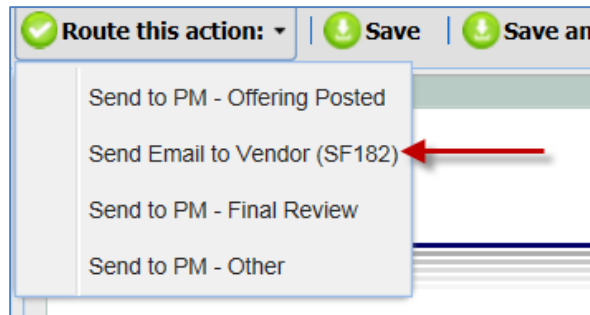 Route this action: Save Save an
Send to PM - Offering Posted
Send Email to Vendor (SF182)
Send to PM - Final Review
Send to PM - Other